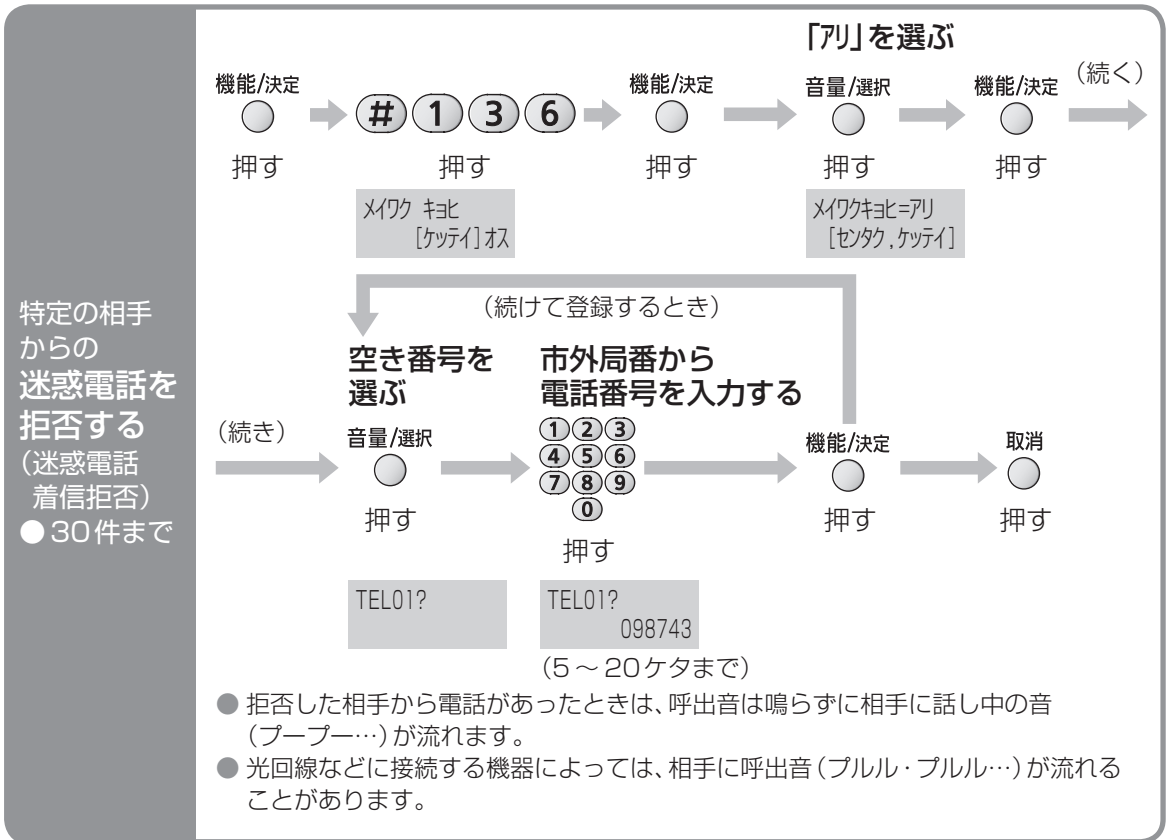 特定の相手
からの
迷惑電話を
拒否する
（迷惑電話
着信拒否）
●30件まで
「ｱﾘ」を選ぶ
機能/決定
#136
機能/決定
音量/選択
機能/決定
（続く）
押す
押す
押す
押す
押す
ﾒｲﾜｸ ｷｮﾋ
[ｹｯﾃｲ]ｵｽ
ﾒｲﾜｸｷｮﾋ=ｱﾘ
[ｾﾝﾀｸ,ｹｯﾃｲ]
（続けて登録するとき）
空き番号を
選ぶ
市外局番から
電話番号を入力する
（続き）
音量/選択
1 2 3
4 5 6
7 8 9
0
機能/決定
取消
押す
押す
押す
押す
TEL01?
TEL01?
098743
（5～20ケタまで）
● 拒否した相手から電話があったときは、呼出音は鳴らずに相手に話し中の音
（プープー…）が流れます。
● 光回線などに接続する機器によっては、相手に呼出音（プルル・プルル…）が流れる
ことがあります。